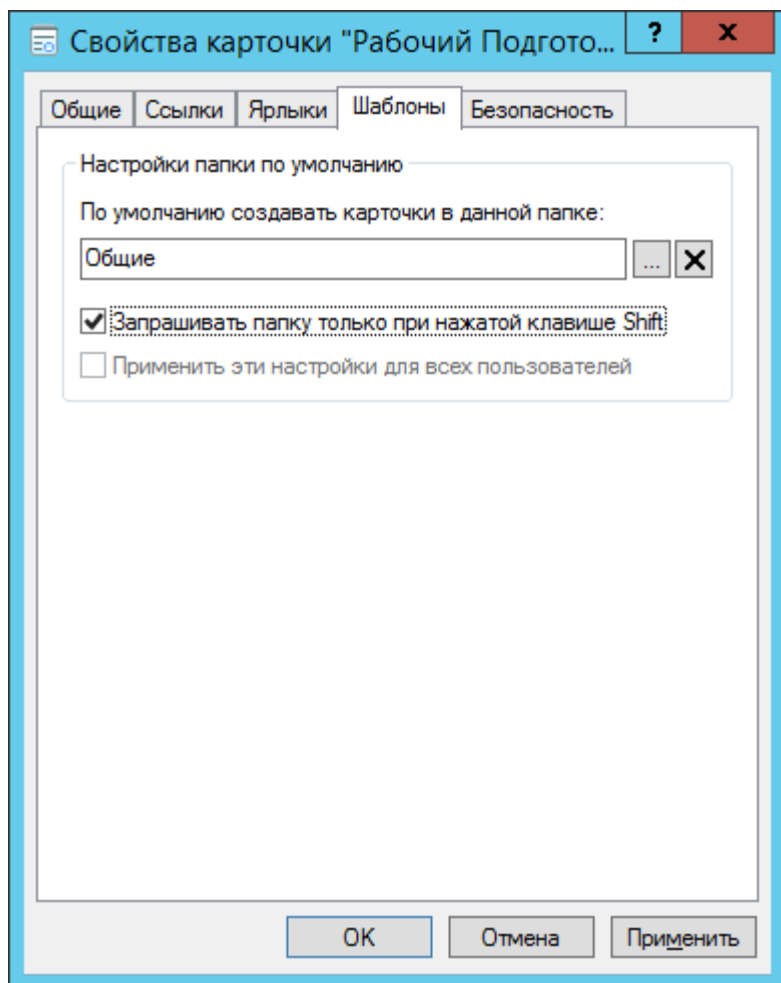 Свойства карточки "Рабочий Подгото... ? x
Общие Ссылки Ярлыки Шаблоны Безопасность
Настройки папки по умолчанию
По умолчанию создавать карточки в данной папке:
Общие ...
Запрашивать папку только при нажатой клавише Shift
Применить эти настройки для всех пользователей
ОК Отмена Применить